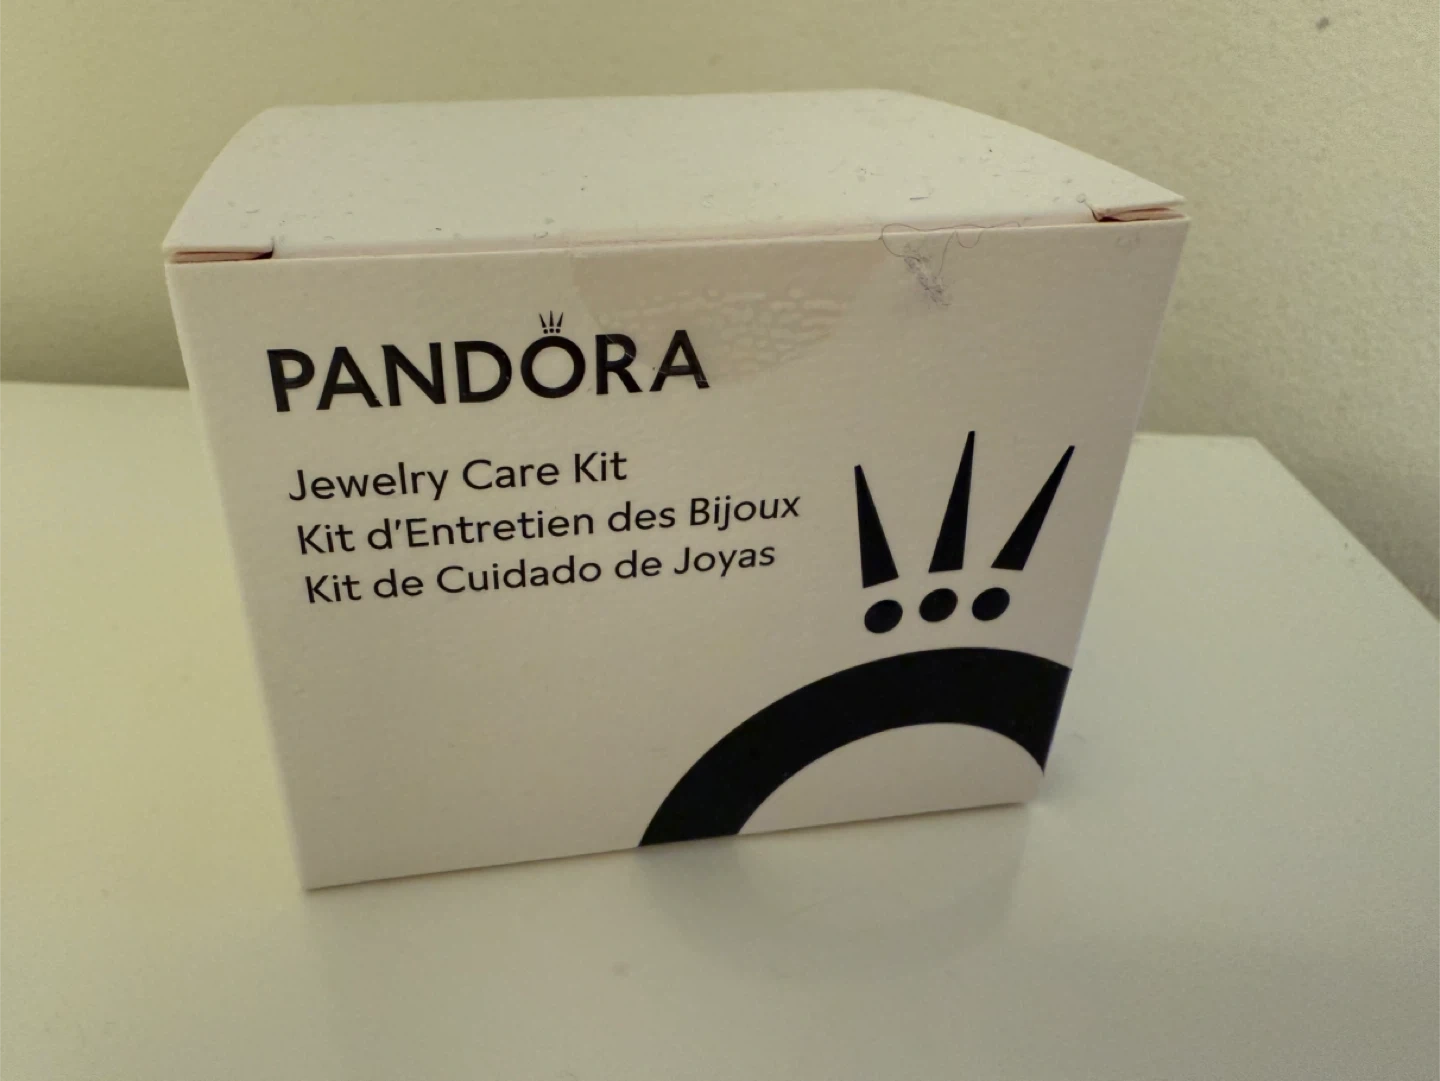 PANDORA
Jewelry Care Kit
Kit d'Entretien des Bijoux
Kit de Cuidado de Joyas